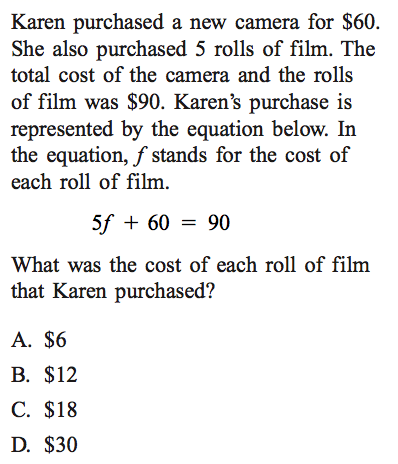 Karen purchased a new camera for $60.
She also purchased 5 rolls of film. The
total cost of the camera and the rolls
of film was $90. Karen’s purchase is
represented by the equation below. In
the equation, f stands for the cost of
each roll of film.
5f + 60 = 90
What was the cost of each roll of film
that Karen purchased?
A. $6
B. $12
C. $18
D. $30